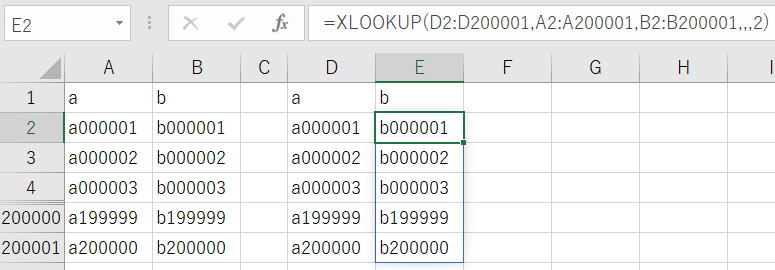 E2 fx =XLOOKUP(D2:D200001,A2:A200001,B2:B200001,,,2)
A B C D E F G H I
1 a b a b
2 a000001 b000001 a000001 b000001
3 a000002 b000002 a000002 b000002
4 a000003 b000003 a000003 b000003
200000 a199999 b199999 a199999 b199999
200001 a200000 b200000 a200000 b200000